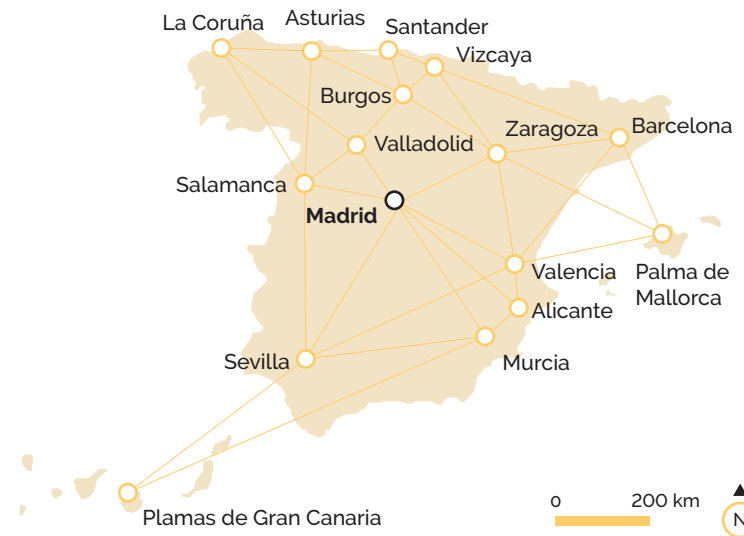 La Coruña
Asturias
Santander
Vizcaya
Burgos
Valladolid
Zaragoza
Barcelona
Salamanca
Madrid
Valencia
Palma de
Mallorca
Alicante
Sevilla
Murcia
Plamas de Gran Canaria
0 200 km
N